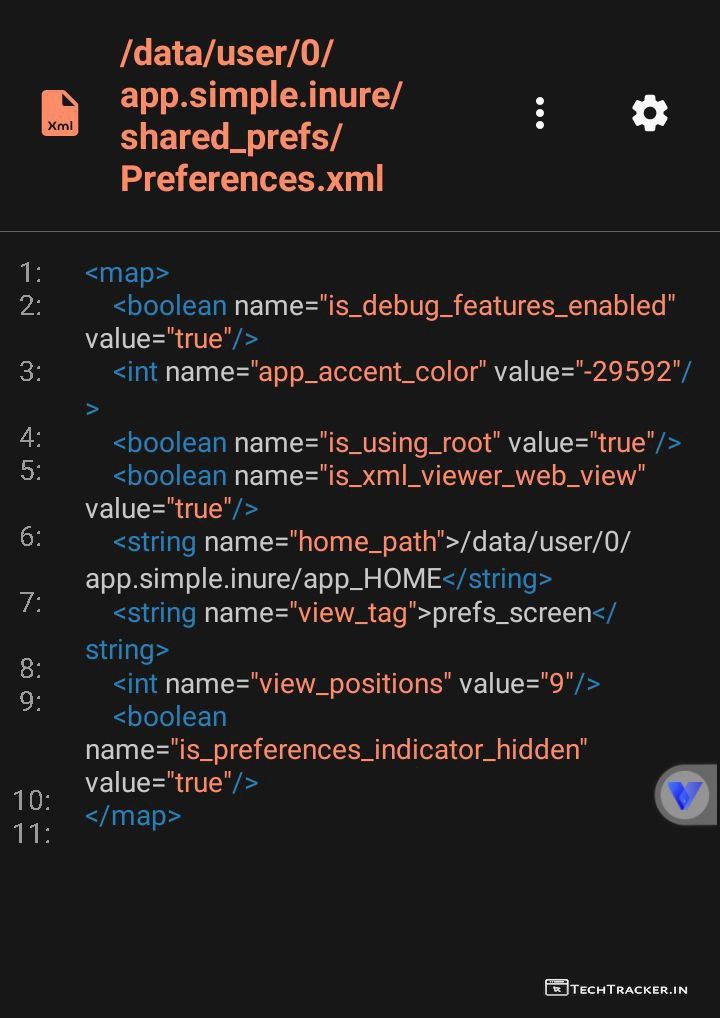 /data/user/0/
app.simple.inure/
shared_prefs/
Preferences.xml
Xml
1: <map>
2: <boolean name="is_debug_features_enabled"
value="true"/>
3: <int name="app_accent_color" value="-29592"/
>
4: <boolean name="is_using_root" value="true"/>
5: <boolean name="is_xml_viewer_web_view"
value="true"/>
6: <string name="home_path">/data/user/0/
app.simple.inure/app_HOME</string>
7: <string name="view_tag">prefs_screen</
string>
8: <int name="view_positions" value="9"/>
9: <boolean
name="is_preferences_indicator_hidden"
value="true"/>
10: </map>
11:
TECHTRACKER.IN